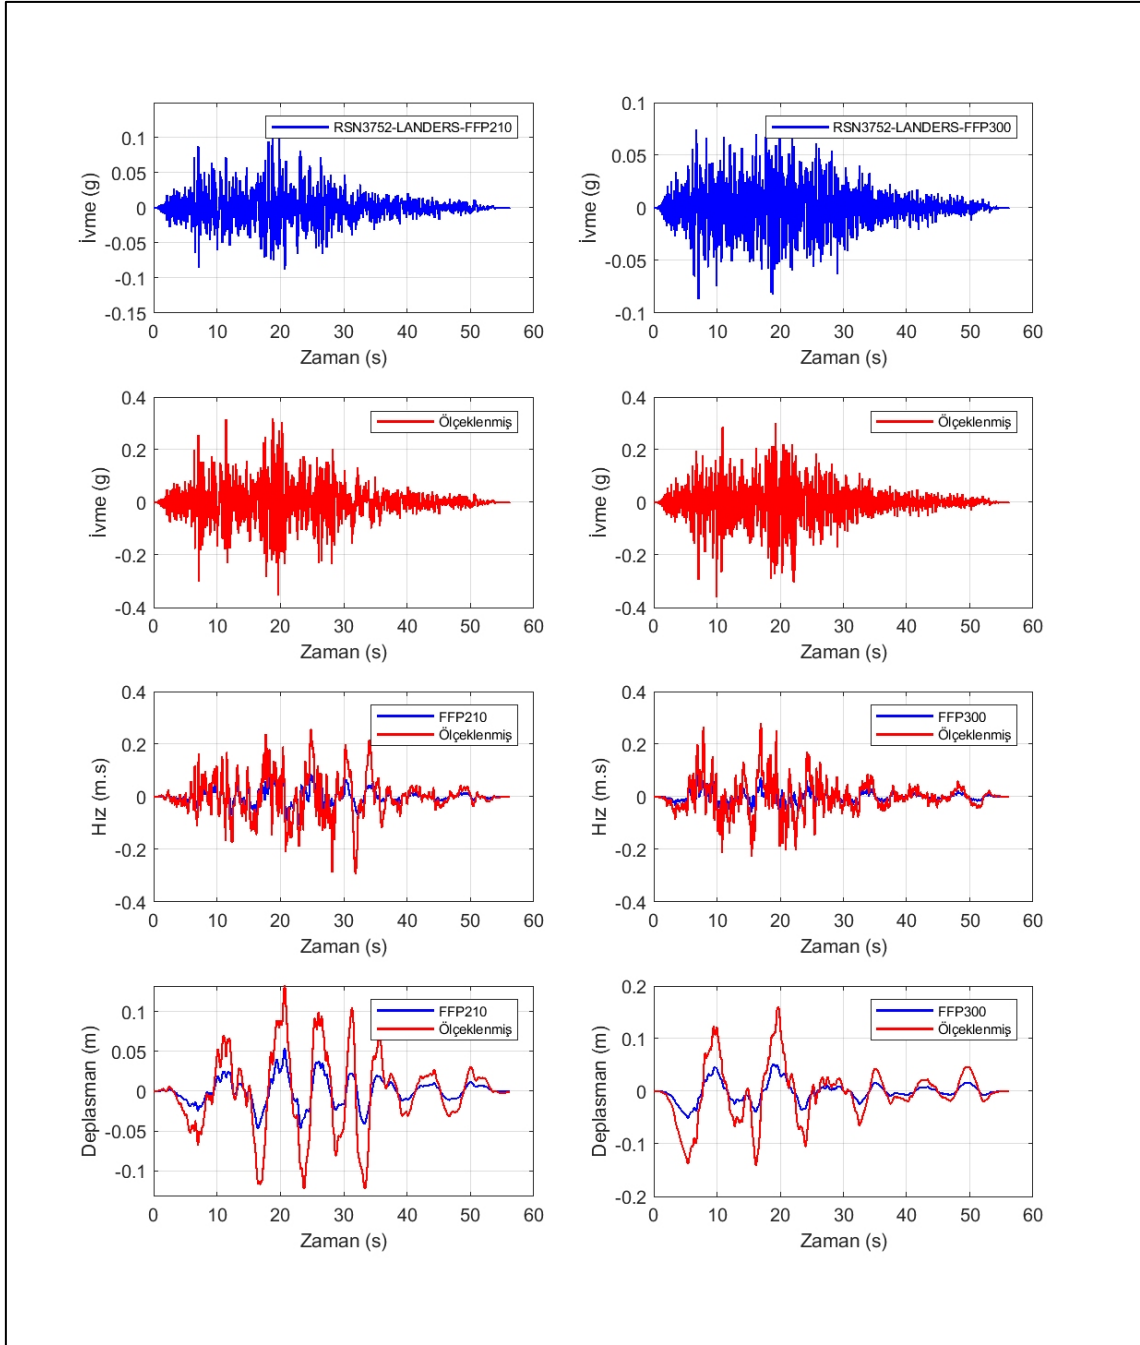 RSN3752-LANDERS-FFP210
0.1
0.05
0
-0.05
-0.1
-0.15
İvme (g)
0 10 20 30 40 50 60
Zaman (s)
RSN3752-LANDERS-FFP300
0.1
0.05
0
-0.05
-0.1
İvme (g)
0 10 20 30 40 50 60
Zaman (s)
Ölçeklenmiş
0.4
0.2
0
-0.2
-0.4
İvme (g)
0 10 20 30 40 50 60
Zaman (s)
Ölçeklenmiş
0.4
0.2
0
-0.2
-0.4
İvme (g)
0 10 20 30 40 50 60
Zaman (s)
FFP210
Ölçeklenmiş
0.4
0.2
0
-0.2
-0.4
Hız (m.s)
0 10 20 30 40 50 60
Zaman (s)
FFP300
Ölçeklenmiş
0.4
0.2
0
-0.2
-0.4
Hız (m.s)
0 10 20 30 40 50 60
Zaman (s)
FFP210
Ölçeklenmiş
0.1
0.05
0
-0.05
-0.1
Deplasman (m)
0 10 20 30 40 50 60
Zaman (s)
FFP300
Ölçeklenmiş
0.2
0.1
0
-0.1
-0.2
Deplasman (m)
0 10 20 30 40 50 60
Zaman (s)